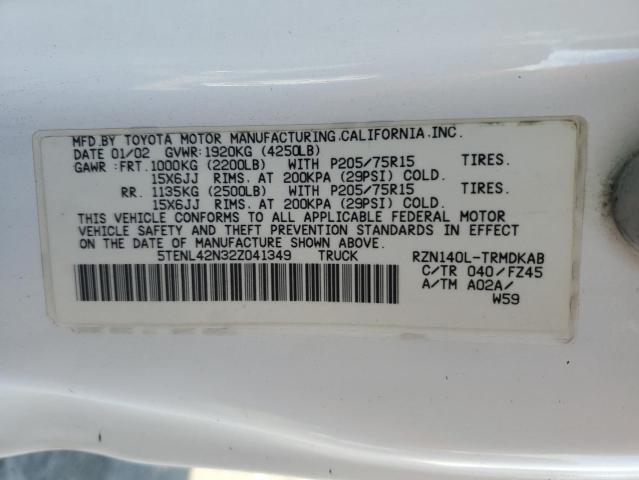 MFD.BY TOYOTA MOTOR MANUFACTURING.CALIFORNIA.INC.
DATE 01/02 GVWR:1920KG (4250LB)
GAWR: FRT.1000KG (2200LB) WITH P205/75R15 TIRES.
15X6JJ RIMS. AT 200KPA (29PSI) COLD.
RR. 1135KG (2500LB) WITH P205/75R15 TIRES.
15X6JJ RIMS. AT 200KPA (29PSI) COLD.
THIS VEHICLE CONFORMS TO ALL APPLICABLE FEDERAL MOTOR
VEHICLE SAFETY AND THEFT PREVENTION STANDARDS IN EFFECT
ON THE DATE OF MANUFACTURE SHOWN ABOVE.
5TENL42N32Z041349 TRUCK RZN140L-TRMDKAB
C/TR 040/FZ45
A/TM A02A/
W59